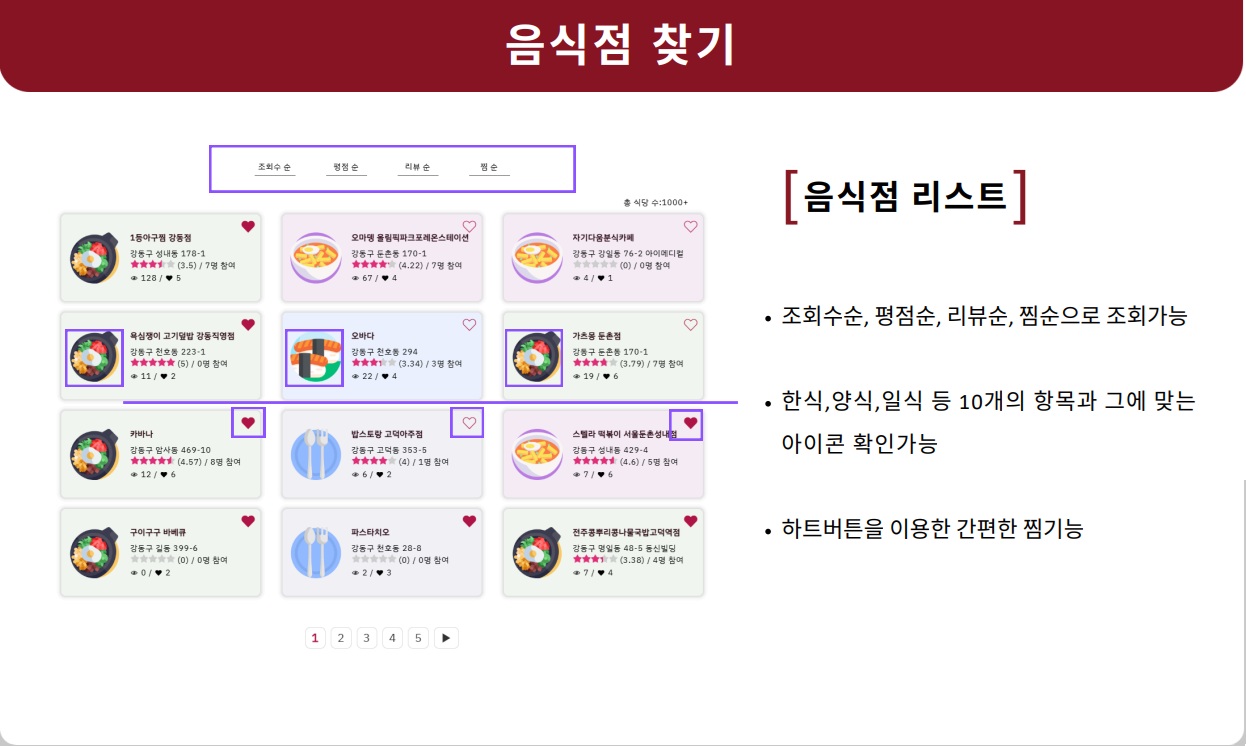 음식점 찾기
조회수 순 평점 순 리뷰 순 찜 순
총 식당 수:1000+
1등아구찜 강동점
강동구 성내동 178-1
(3.5) / 7명 참여
128 / 5
오마뎅 올림픽파크포레온스테이션
강동구 둔촌동 170-1
(4.22) / 7명 참여
67 / 4
자기다움분식카페
강동구 강일동 76-2 아이메디컬
(0) / 0명 참여
4 / 1
욕심쟁이 고기덮밥 강동직영점
강동구 천호동 223-1
(5) / 0명 참여
11 / 2
오바다
강동구 천호동 294
(3.34) / 3명 참여
22 / 4
가츠몽 둔촌점
강동구 둔촌동 170-1
(3.79) / 7명 참여
19 / 6
카바나
강동구 암사동 469-10
(4.57) / 8명 참여
12 / 6
밥스토랑 고덕아주점
강동구 고덕동 353-5
(4) / 1명 참여
6 / 2
스텔라 떡볶이 서울둔촌성내점
강동구 성내동 429-4
(4.6) / 5명 참여
7 / 6
구이구구 바베큐
강동구 길동 399-6
(0) / 0명 참여
0 / 2
파스타치오
강동구 천호동 28-8
(0) / 0명 참여
2 / 3
전주콩뿌리콩나물국밥고덕역점
강동구 명일동 48-5 동신빌딩
(3.38) / 4명 참여
7 / 4
1 2 3 4 5
[음식점 리스트]
• 조회수순, 평점순, 리뷰순, 찜순으로 조회가능
• 한식,양식,일식 등 10개의 항목과 그에 맞는
아이콘 확인가능
• 하트버튼을 이용한 간편한 찜기능